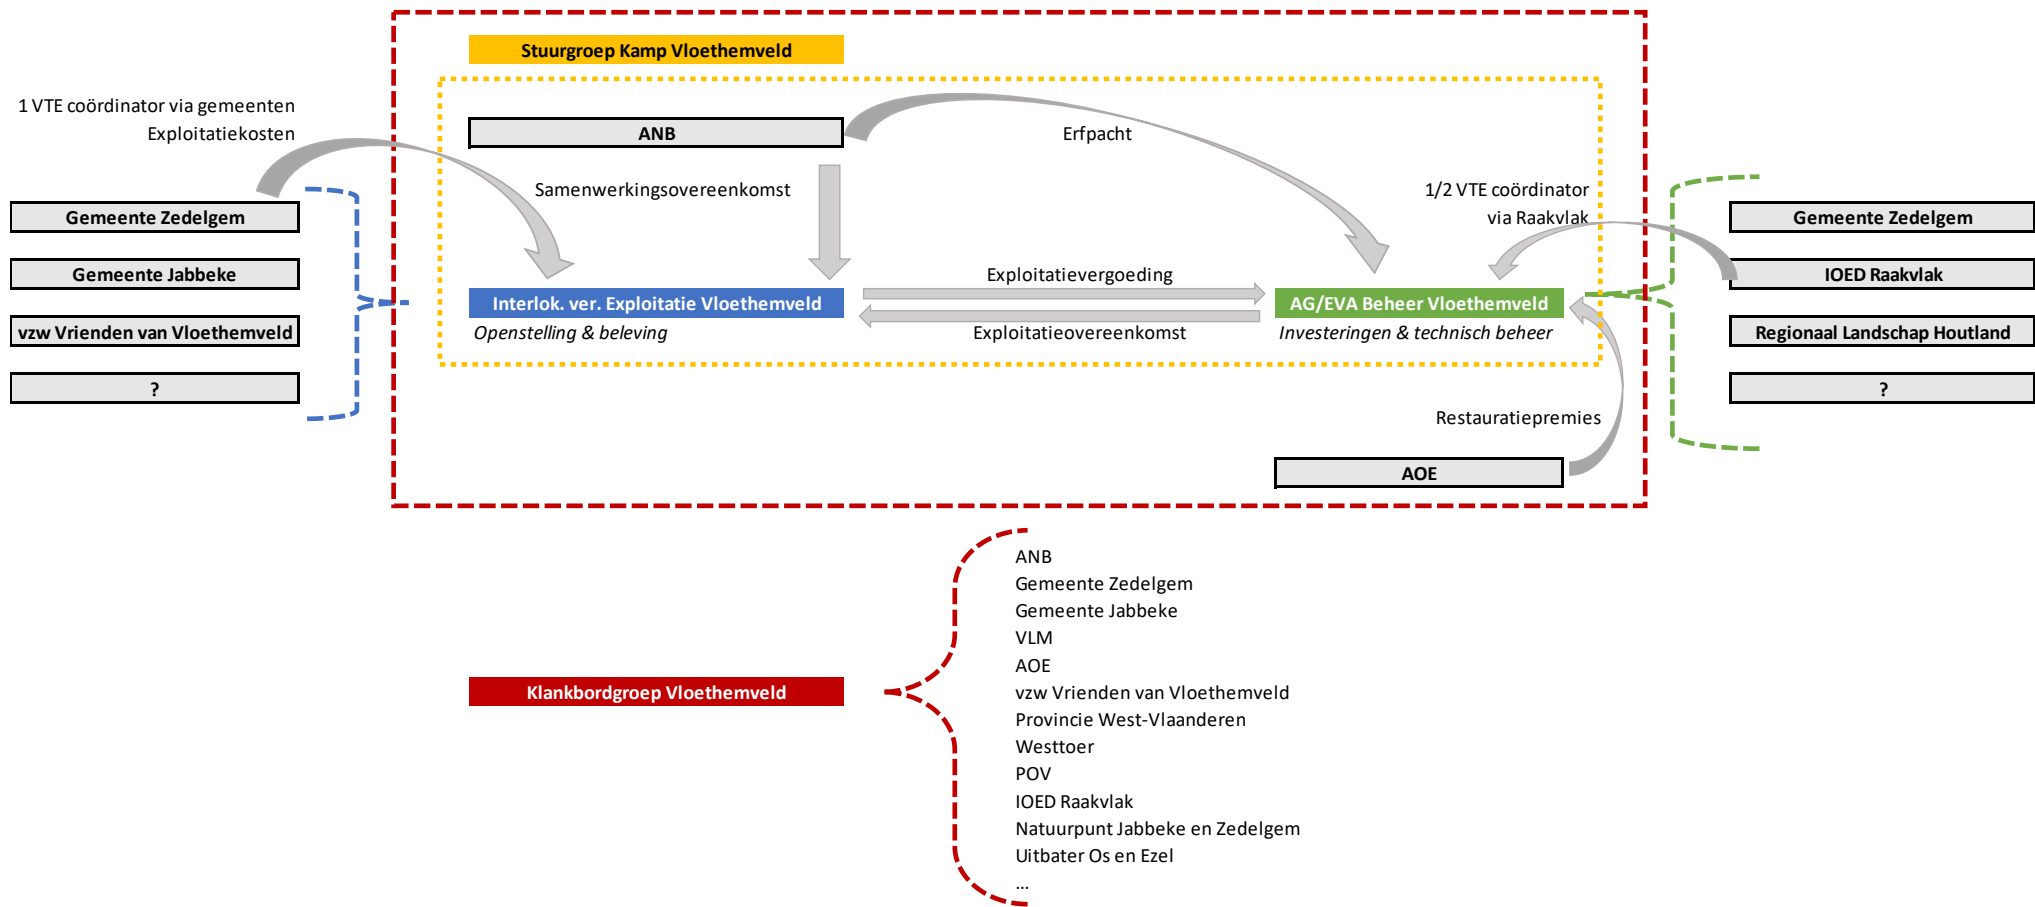 Stuurgroep Kamp Vloethemveld
1 VTE coördinator via gemeenten
Exploitatiekosten
ANB
Erfpacht
Samenwerkingsovereenkomst
1/2 VTE coördinator
via Raakvlak
Gemeente Zedelgem
Gemeente Jabbeke
vzw Vrienden van Vloethemveld
?
Interlok. ver. Exploitatie Vloethemveld
Openstelling & beleving
Exploitatievergoeding
Exploitatieovereenkomst
AG/EVA Beheer Vloethemveld
Investeringen & technisch beheer
Gemeente Zedelgem
IOED Raakvlak
Regionaal Landschap Houtland
?
Restauratiepremies
AOE
Klankbordgroep Vloethemveld
ANB
Gemeente Zedelgem
Gemeente Jabbeke
VLM
AOE
vzw Vrienden van Vloethemveld
Provincie West-Vlaanderen
Westtoer
POV
IOED Raakvlak
Natuurpunt Jabbeke en Zedelgem
Uitbater Os en Ezel
...